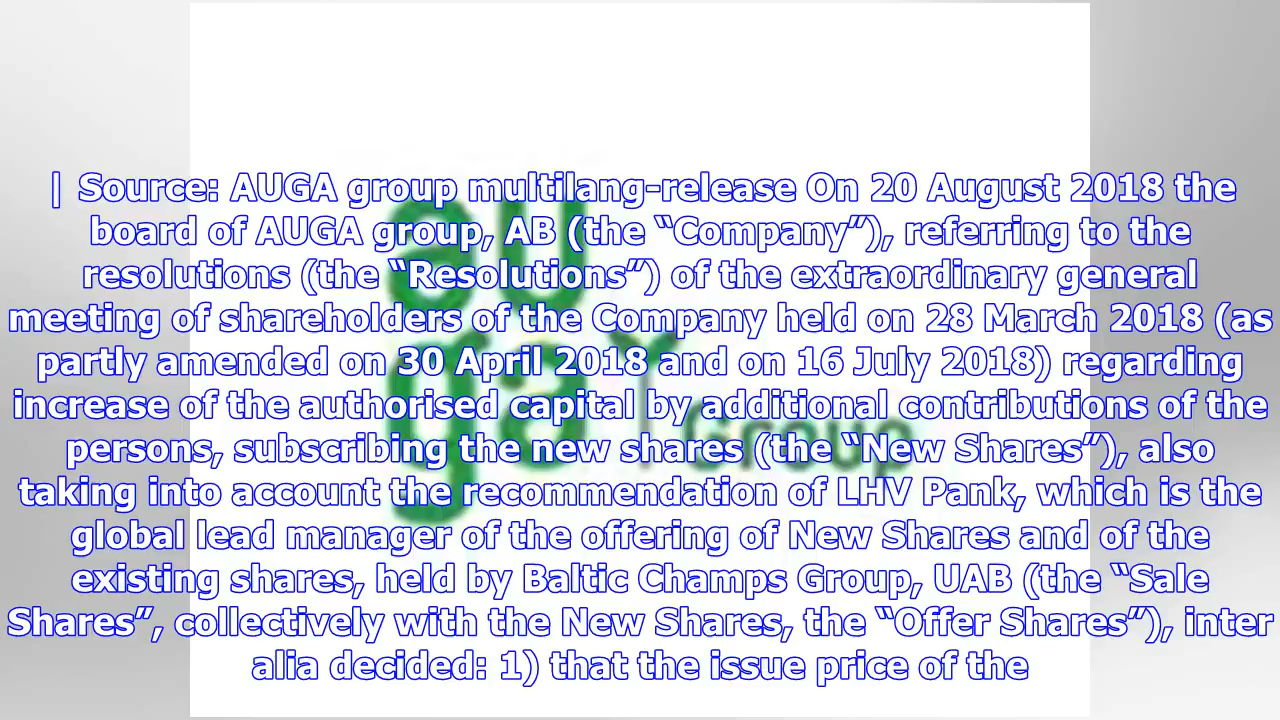 | Source: AUGA group multilang-release On 20 August 2018 the
board of AUGA group, AB (the “Company”), referring to the
resolutions (the “Resolutions”) of the extraordinary general
meeting of shareholders of the Company held on 28 March 2018 (as
partly amended on 30 April 2018 and on 16 July 2018) regarding
increase of the authorised capital by additional contributions of the
persons, subscribing the new shares (the “New Shares”), also
taking into account the recommendation of LHV Pank, which is the
global lead manager of the offering of New Shares and of the
existing shares, held by Baltic Champs Group, UAB (the “Sale
Shares”, collectively with the New Shares, the “Offer Shares”), inter
alia decided: 1) that the issue price of the
au
ga
Group